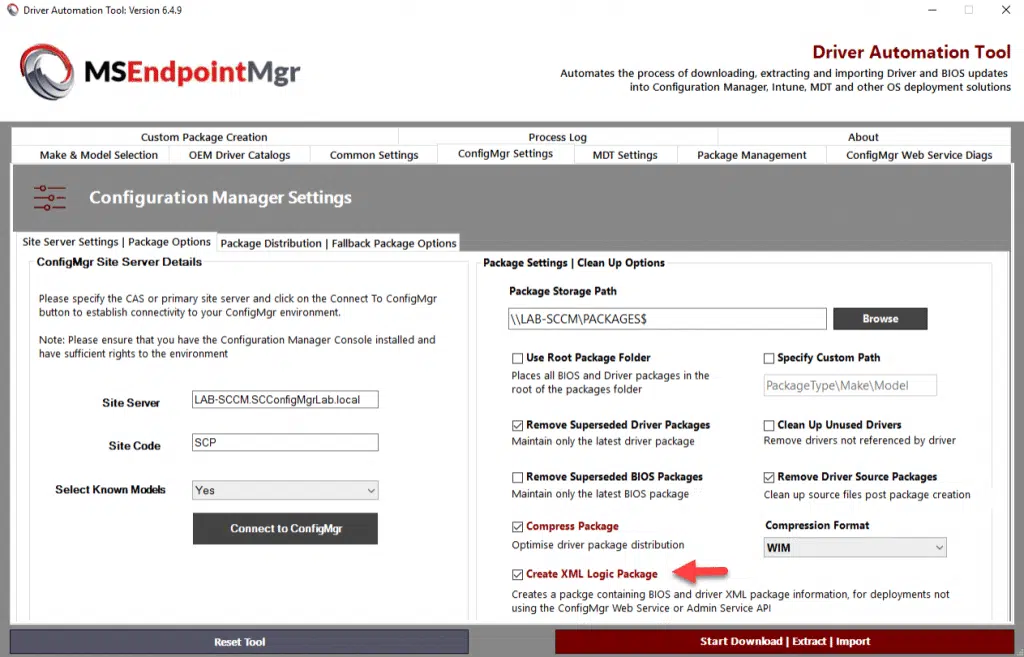 Driver Automation Tool: Version 6.4.9
MSEndpointMgr
Driver Automation Tool
Automates the process of downloading, extracting and importing Driver and BIOS updates
into Configuration Manager, Intune, MDT and other OS deployment solutions
Custom Package Creation
Process Log
About
Make & Model Selection
OEM Driver Catalogs
Common Settings
ConfigMgr Settings
MDT Settings
Package Management
ConfigMgr Web Service Diags
Configuration Manager Settings
Site Server Settings | Package Options
Package Distribution | Fallback Package Options
ConfigMgr Site Server Details
Please specify the CAS or primary site server and click on the Connect To ConfigMgr
button to establish connectivity to your ConfigMgr environment.
Note: Please ensure that you have the Configuration Manager Console installed and
have sufficient rights to the environment
Site Server
LAB-SCCM.SCConfigMgrLab.local
Site Code
SCP
Select Known Models
Yes
Connect to ConfigMgr
Package Settings | Clean Up Options
Package Storage Path
\\LAB-SCCM\PACKAGES$
Browse
Use Root Package Folder
Places all BIOS and Driver packages in the
root of the packages folder
Specify Custom Path
PackageType\Make\Model
Remove Superseded Driver Packages
Maintain only the latest driver package
Clean Up Unused Drivers
Remove drivers not referenced by driver
Remove Superseded BIOS Packages
Maintain only the latest BIOS package
Remove Driver Source Packages
Clean up source files post package creation
Compress Package
Optimise driver package distribution
Compression Format
WIM
Create XML Logic Package
Creates a packge containing BIOS and driver XML package information, for deployments not
using the ConfigMgr Web Service or Admin Service API
Reset Tool
Start Download | Extract | Import